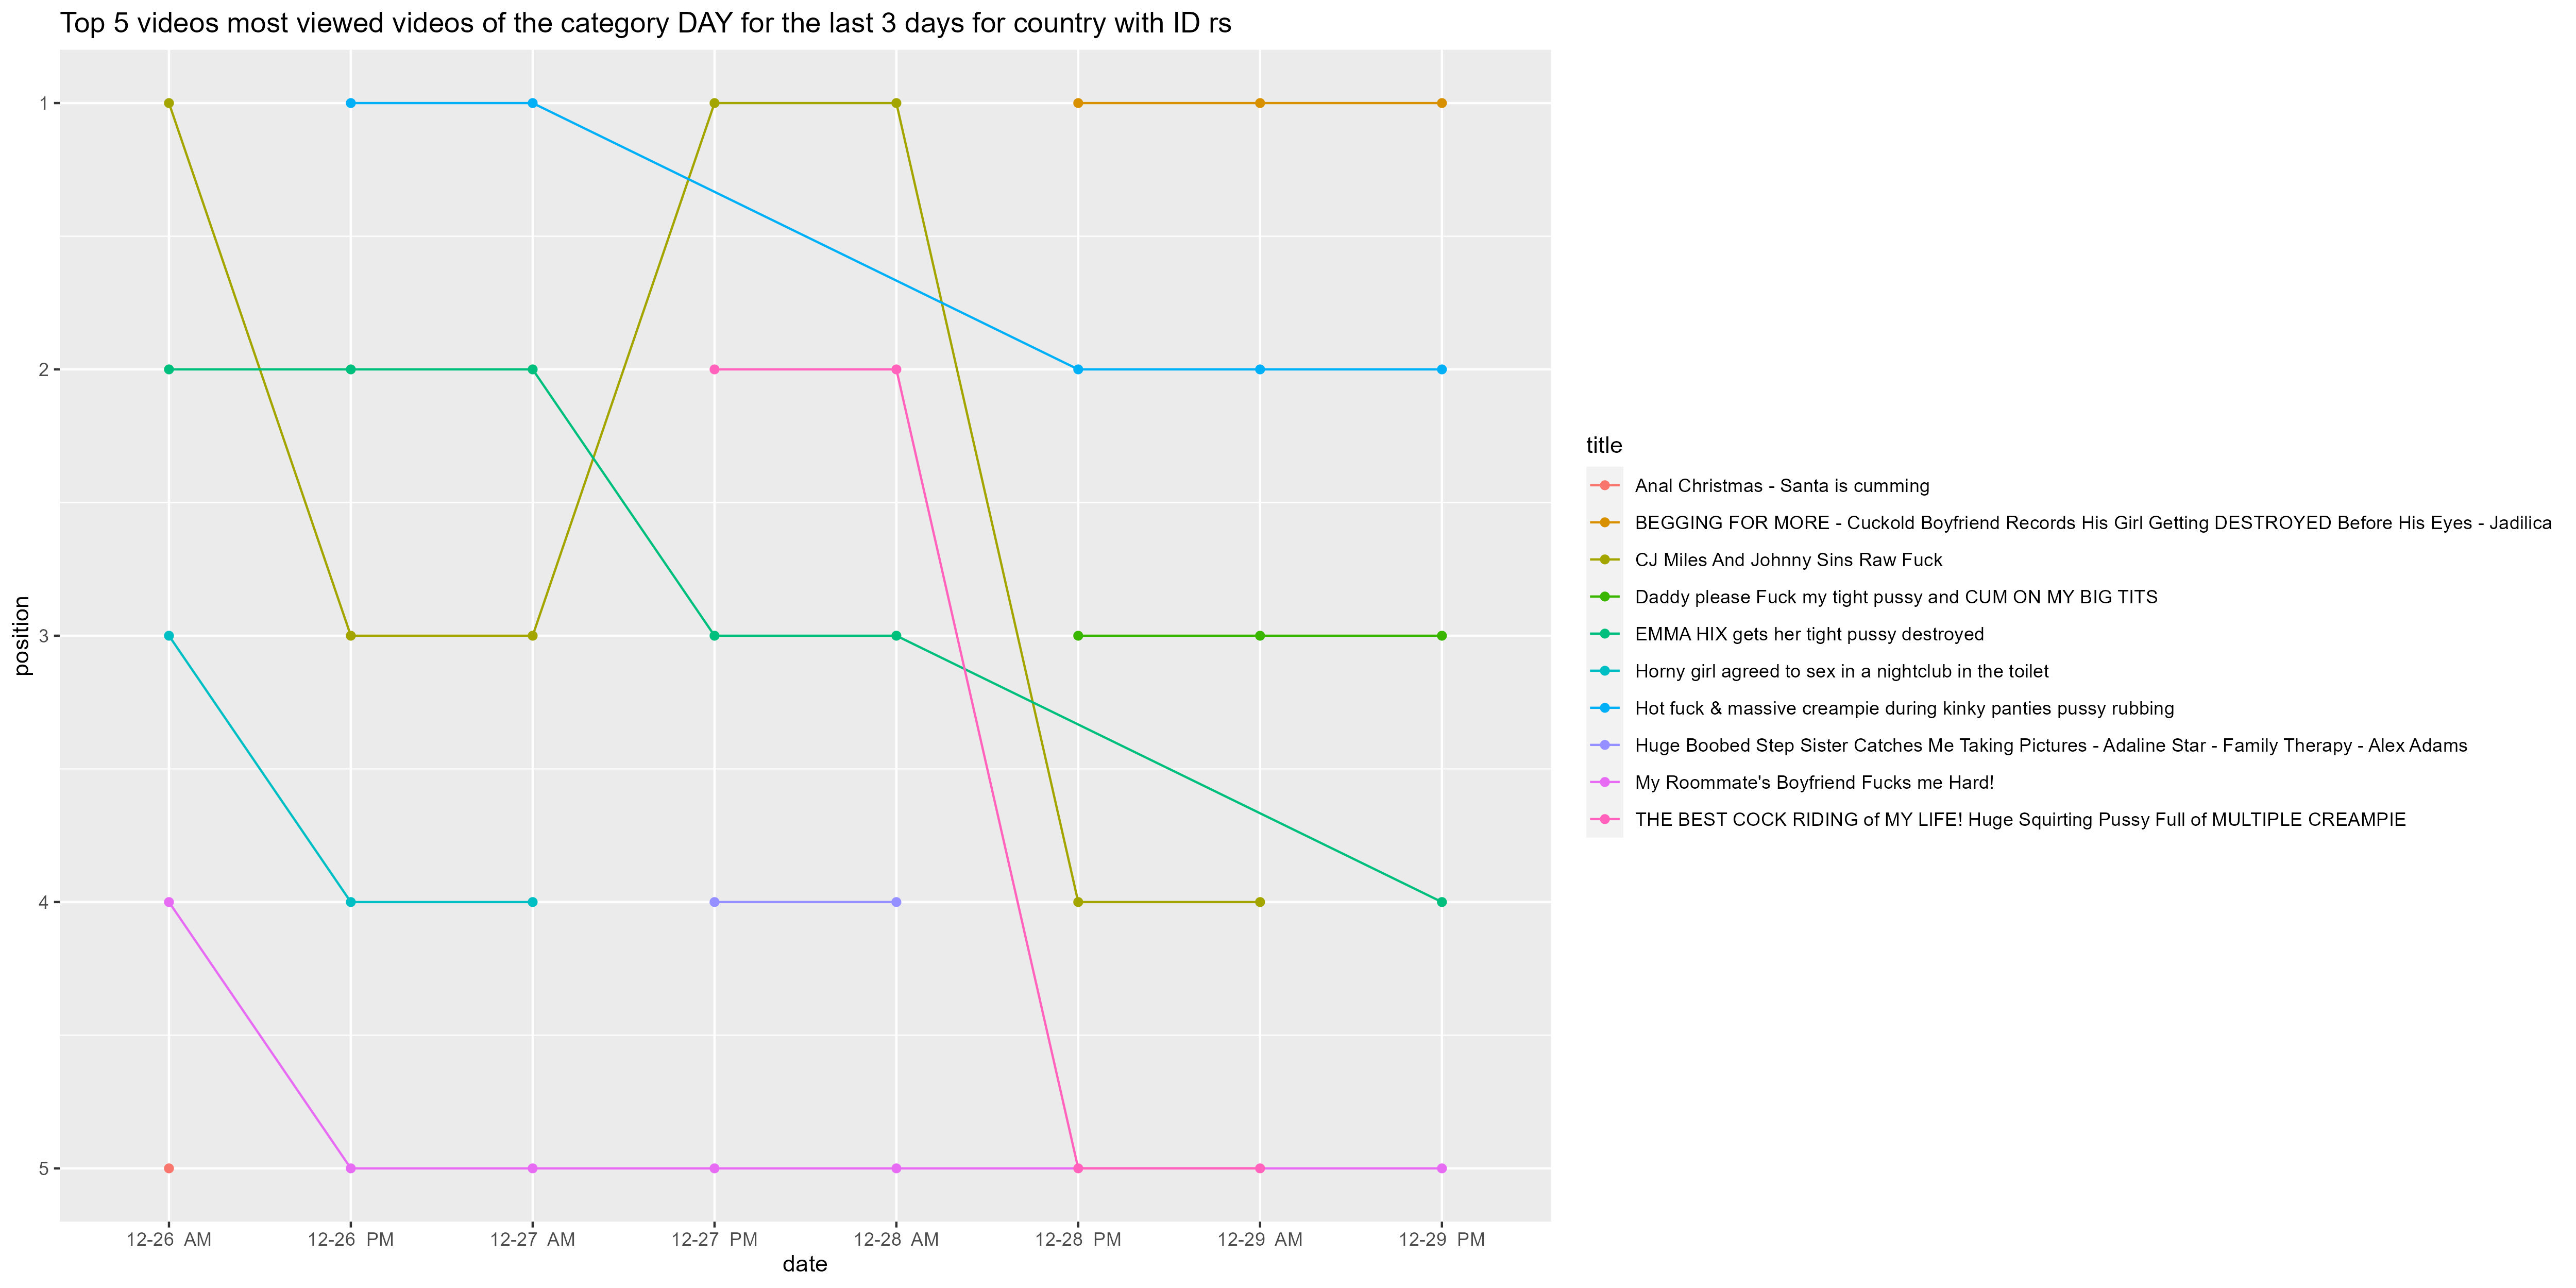 Top 5 videos most viewed videos of the category DAY for the last 3 days for country with ID rs
position
1
2
3
4
5
12-26 AM
12-26 PM
12-27 AM
12-27 PM
12-28 AM
12-28 PM
12-29 AM
12-29 PM
date
title
Anal Christmas - Santa is cumming
BEGGING FOR MORE - Cuckold Boyfriend Records His Girl Getting DESTROYED Before His Eyes - Jadilica
CJ Miles And Johnny Sins Raw Fuck
Daddy please Fuck my tight pussy and CUM ON MY BIG TITS
EMMA HIX gets her tight pussy destroyed
Horny girl agreed to sex in a nightclub in the toilet
Hot fuck & massive creampie during kinky panties pussy rubbing
Huge Boobed Step Sister Catches Me Taking Pictures - Adaline Star - Family Therapy - Alex Adams
My Roommate's Boyfriend Fucks me Hard!
THE BEST COCK RIDING of MY LIFE! Huge Squirting Pussy Full of MULTIPLE CREAMPIE